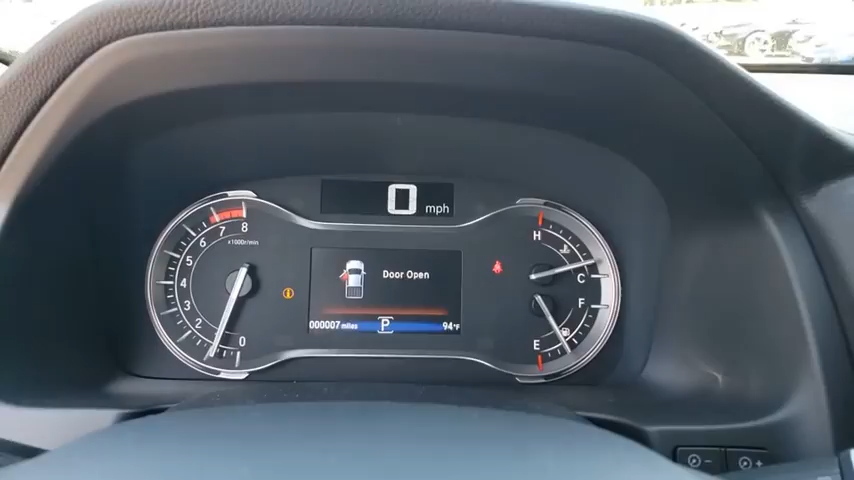 0 mph
8
7
6
5
4
3
2
1
0
x1000r/min
Door Open
000007 miles
P
94°F
H
C
F
E
-
+